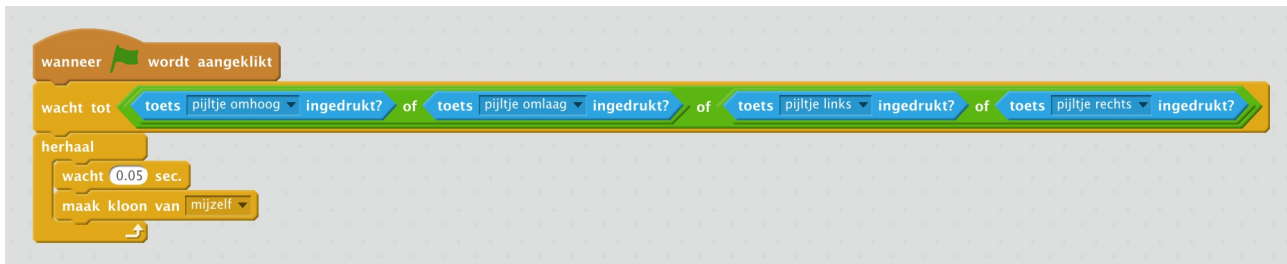 wanneer wordt aangeklikt
wacht tot toets pijltje omhoog ingedrukt? of toets pijltje omlaag ingedrukt? of toets pijltje links ingedrukt? of toets pijltje rechts ingedrukt?
herhaal
wacht 0.05 sec.
maak kloon van mijzelf